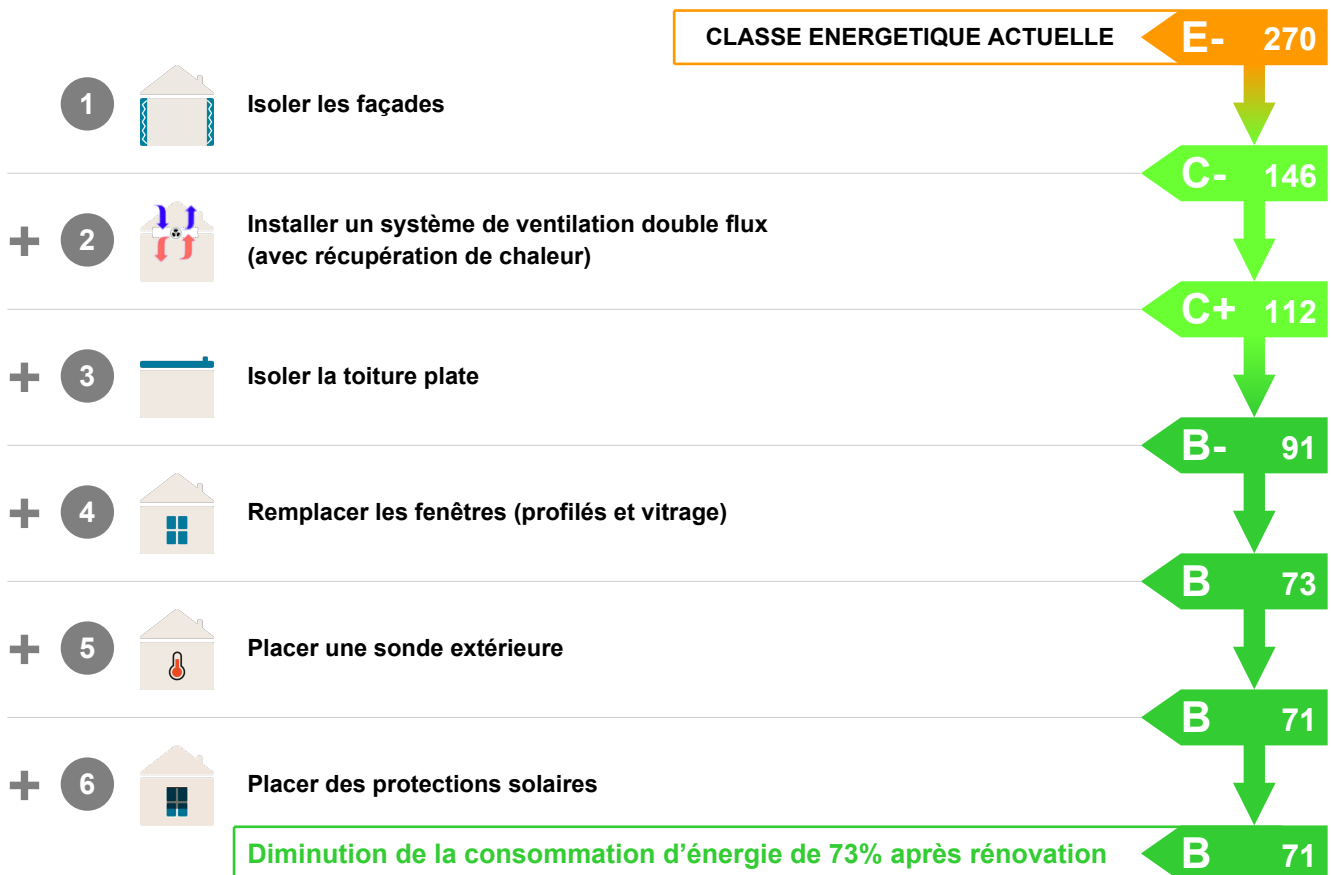 CLASSE ENERGETIQUE ACTUELLE E- 270
1 Isoler les façades
C- 146
+ 2 Installer un système de ventilation double flux
(avec récupération de chaleur)
C+ 112
+ 3 Isoler la toiture plate
B- 91
+ 4 Remplacer les fenêtres (profilés et vitrage)
B 73
+ 5 Placer une sonde extérieure
B 71
+ 6 Placer des protections solaires
Diminution de la consommation d’énergie de 73% après rénovation B 71